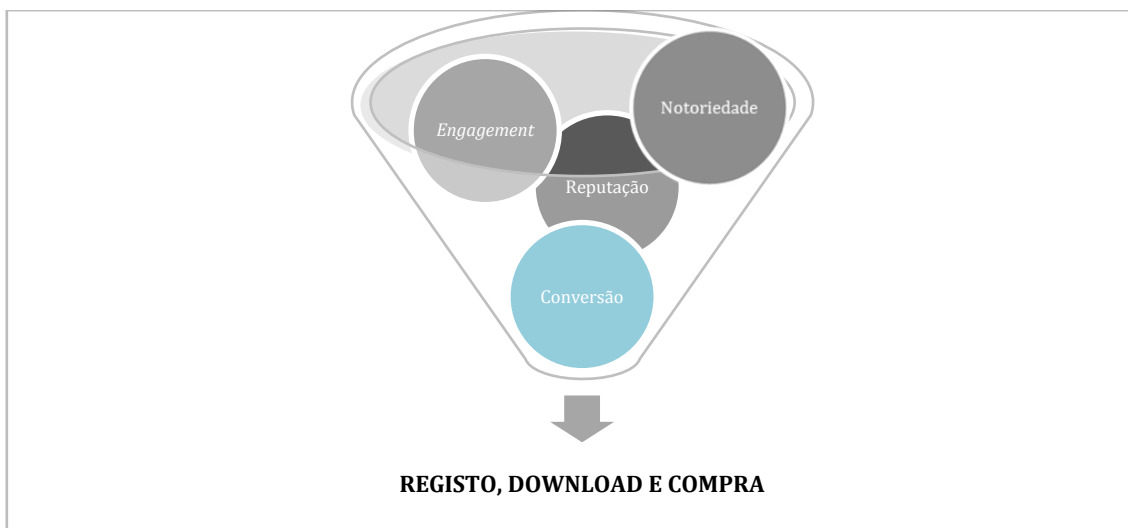 Notoriedade
Engagement
Reputação
Conversão
REGISTO, DOWNLOAD E COMPRA